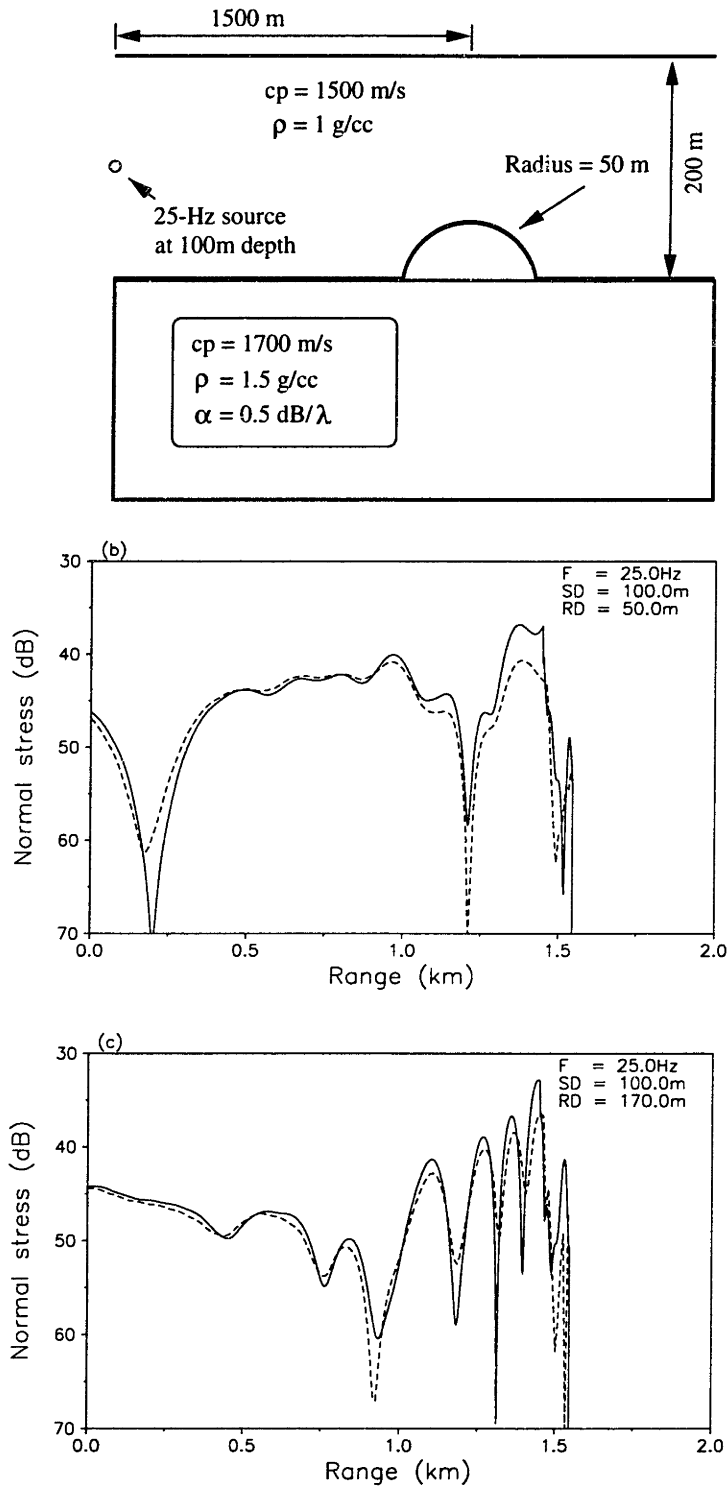 1500 m
cp = 1500 m/s
ρ = 1 g/cc
Radius = 50 m
200 m
25-Hz source
at 100m depth
cp = 1700 m/s
ρ = 1.5 g/cc
α = 0.5 dB/λ
(b)
F = 25.0Hz
SD = 100.0m
RD = 50.0m
30
40
50
60
70
Normal stress (dB)
0.0 0.5 1.0 1.5 2.0
Range (km)
(c)
F = 25.0Hz
SD = 100.0m
RD = 170.0m
30
40
50
60
70
Normal stress (dB)
0.0 0.5 1.0 1.5 2.0
Range (km)